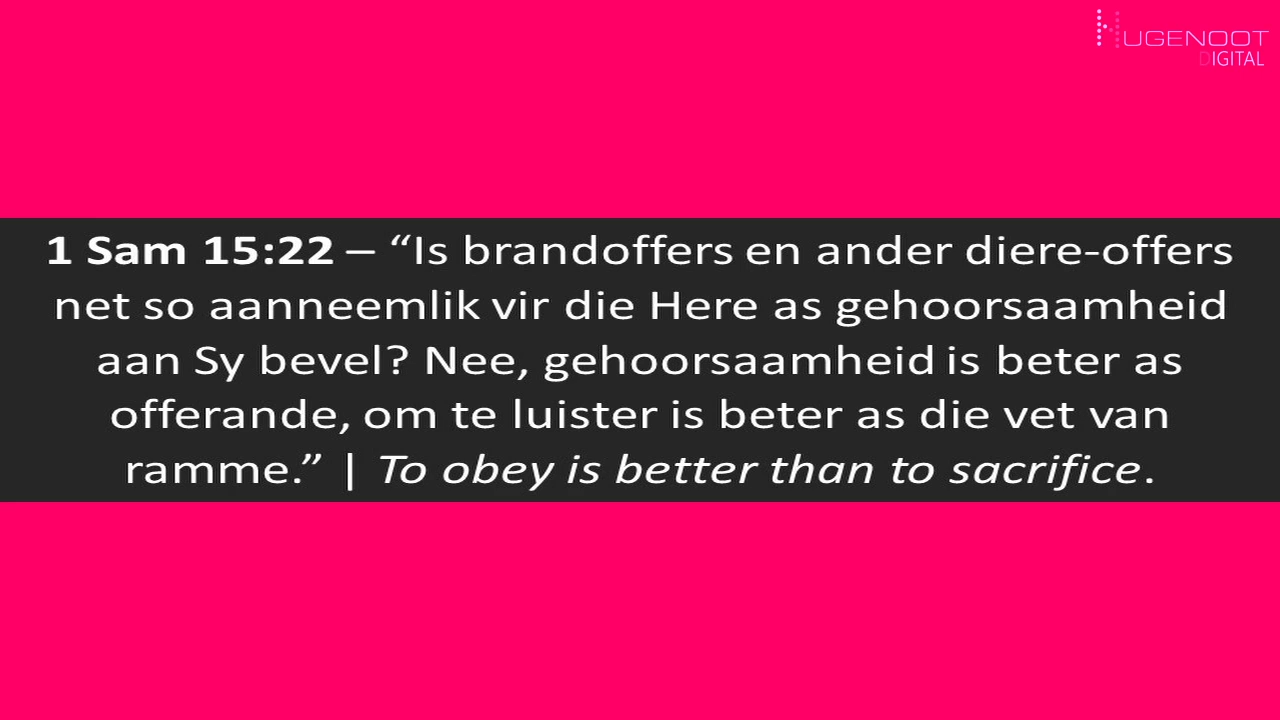 HUGENOOT
DIGITAL
1 Sam 15:22 – “Is brandoffers en ander diere-offers
net so aanneemlik vir die Here as gehoorsaamheid
aan Sy bevel? Nee, gehoorsaamheid is beter as
offerande, om te luister is beter as die vet van
ramme.” | To obey is better than to sacrifice.